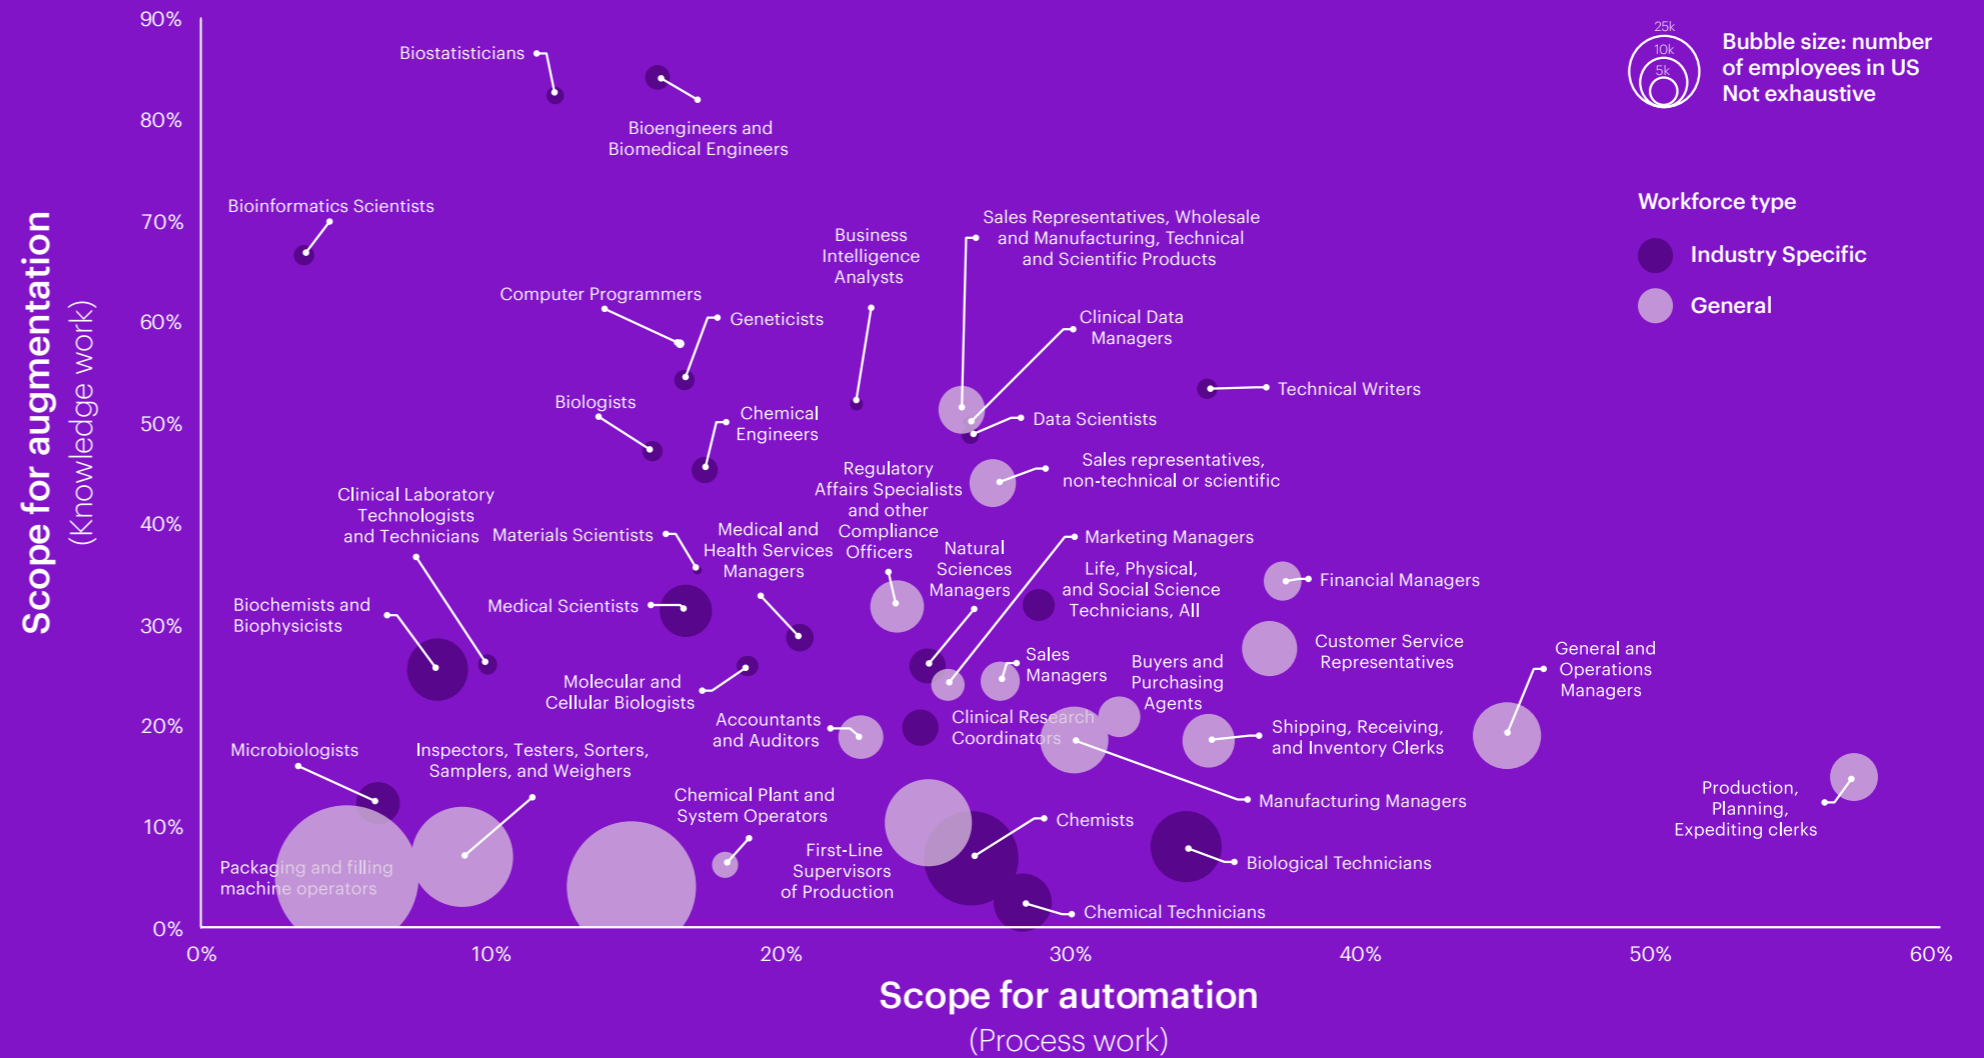 90%
80%
70%
60%
50%
40%
30%
20%
10%
0%
Scope for augmentation
(Knowledge work)
0%
10%
20%
30%
40%
50%
60%
Scope for automation
(Process work)
25k
10k
5k
Bubble size: number
of employees in US
Not exhaustive
Workforce type
Industry Specific
General
Biostatisticians
Bioengineers and
Biomedical Engineers
Bioinformatics Scientists
Computer Programmers
Geneticists
Business
Intelligence
Analysts
Sales Representatives, Wholesale
and Manufacturing, Technical
and Scientific Products
Clinical Data
Managers
Technical Writers
Data Scientists
Biologists
Chemical
Engineers
Sales representatives,
non-technical or scientific
Regulatory
Affairs Specialists
and other
Compliance
Officers
Clinical Laboratory
Technologists
and Technicians
Materials Scientists
Medical and
Health Services
Managers
Natural
Sciences
Managers
Marketing Managers
Life, Physical,
and Social Science
Technicians, All
Financial Managers
Biochemists and
Biophysicists
Medical Scientists
Customer Service
Representatives
General and
Operations
Managers
Molecular and
Cellular Biologists
Sales
Managers
Buyers and
Purchasing
Agents
Accountants
and Auditors
Clinical Research
Coordinators
Shipping, Receiving,
and Inventory Clerks
Microbiologists
Inspectors, Testers, Sorters,
Samplers, and Weighers
Chemical Plant and
System Operators
Manufacturing Managers
Production,
Planning,
Expediting clerks
Chemists
First-Line
Supervisors
of Production
Biological Technicians
Packaging and filling
machine operators
Chemical Technicians